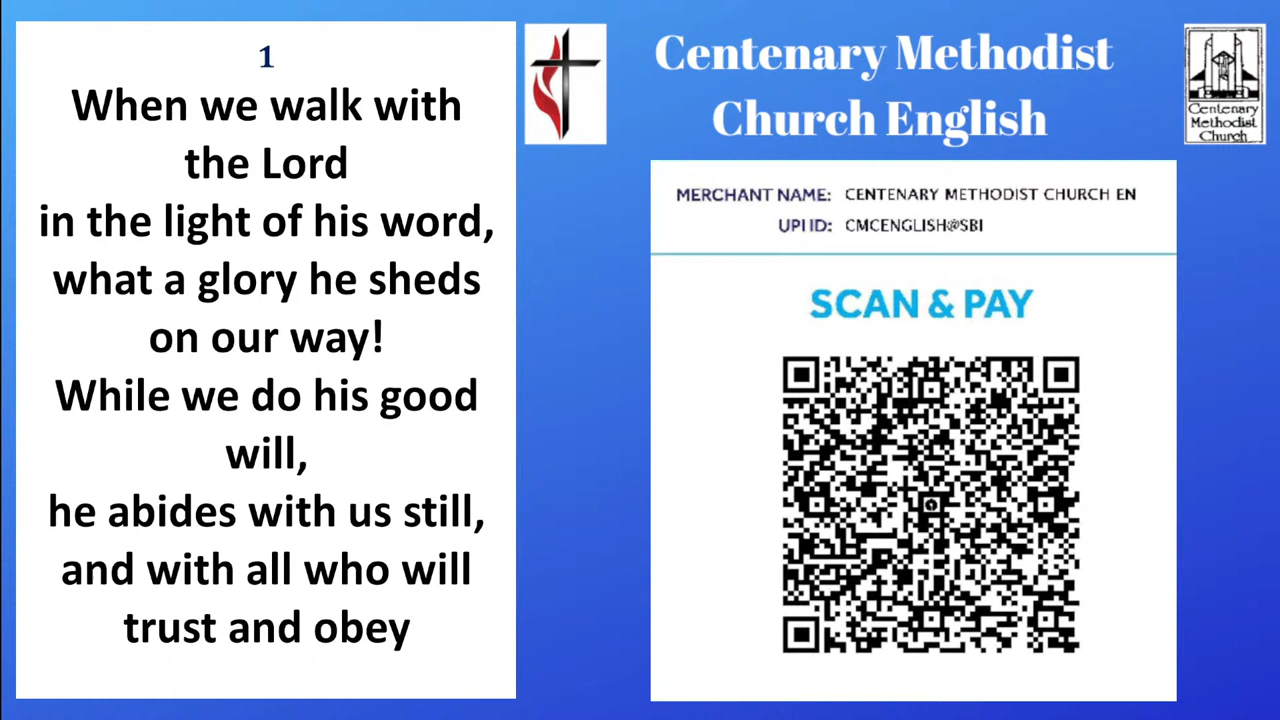 1
When we walk with
the Lord
in the light of his word,
what a glory he sheds
on our way!
While we do his good
will,
he abides with us still,
and with all who will
trust and obey
Centenary Methodist
Church English
Centenary
Methodist
Church
MERCHANT NAME: CENTENARY METHODIST CHURCH EN
UPI ID: CMCENGLISH@SBI
SCAN & PAY